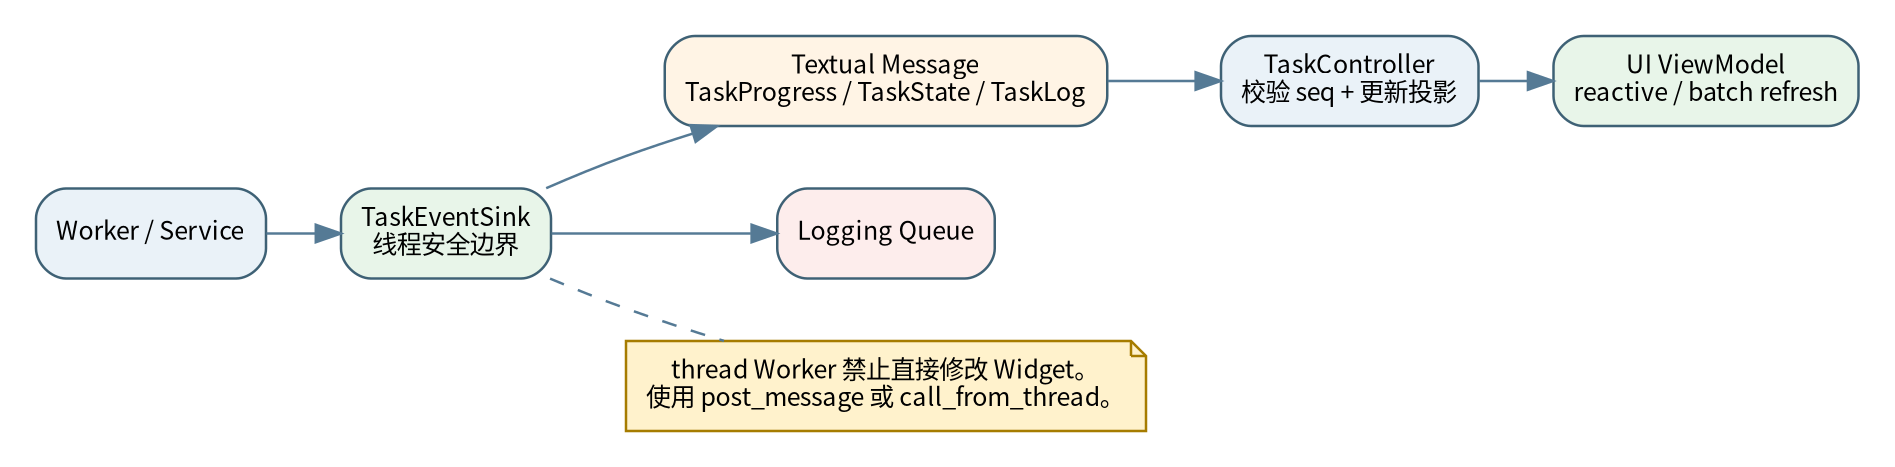 Textual Message
TaskProgress / TaskState / TaskLog
TaskController
校验 seq + 更新投影
UI ViewModel
reactive / batch refresh
Worker / Service
TaskEventSink
线程安全边界
Logging Queue
thread Worker 禁止直接修改 Widget。
使用 post_message 或 call_from_thread。